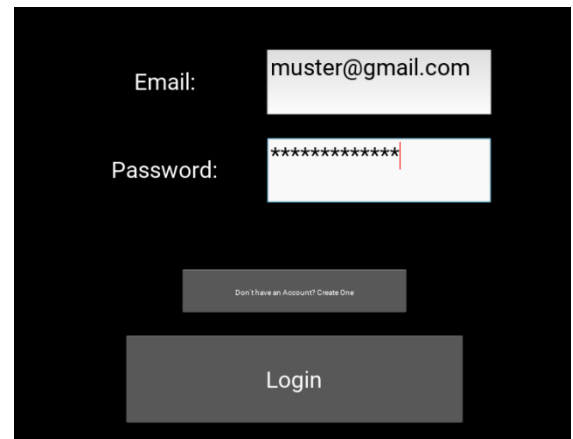 Email:
muster@gmail.com
Password:
*************
Don't have an Account? Create One
Login